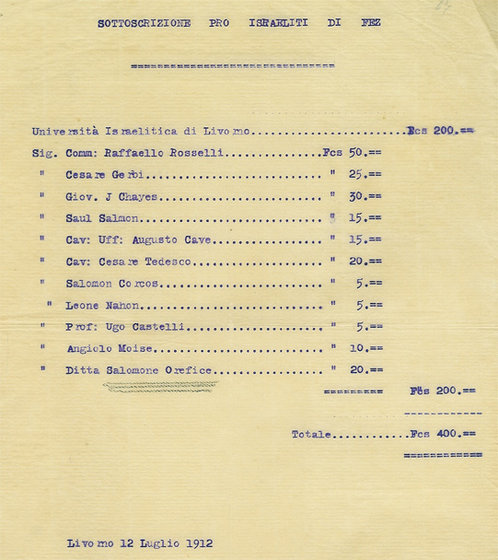 SOTTOSCRIZIONE PRO ISRAELITI DI FEZ
==============================
Università Israelitica di Livorno.......................Fcs 200.==
Sig. Comm: Raffaello Rosselli...............Fcs 50.==
" Cesare Gerbi..........................." 25.==
" Giov. J Chayes........................." 30.==
" Saul Salmon............................" 15.==
" Cav: Uff: Augusto Cave................." 15.==
" Cav: Cesare Tedesco...................." 20.==
" Salomon Corcos........................." 5.==
" Leone Nahon............................" 5.==
" Prof: Ugo Castelli....................." 5.==
" Angiolo Moise.........................." 10.==
" Ditta Salomone Orefice................." 20.==
========= Fcs 200.==
------------
Totale............Fcs 400.==
============
Livorno 12 Luglio 1912